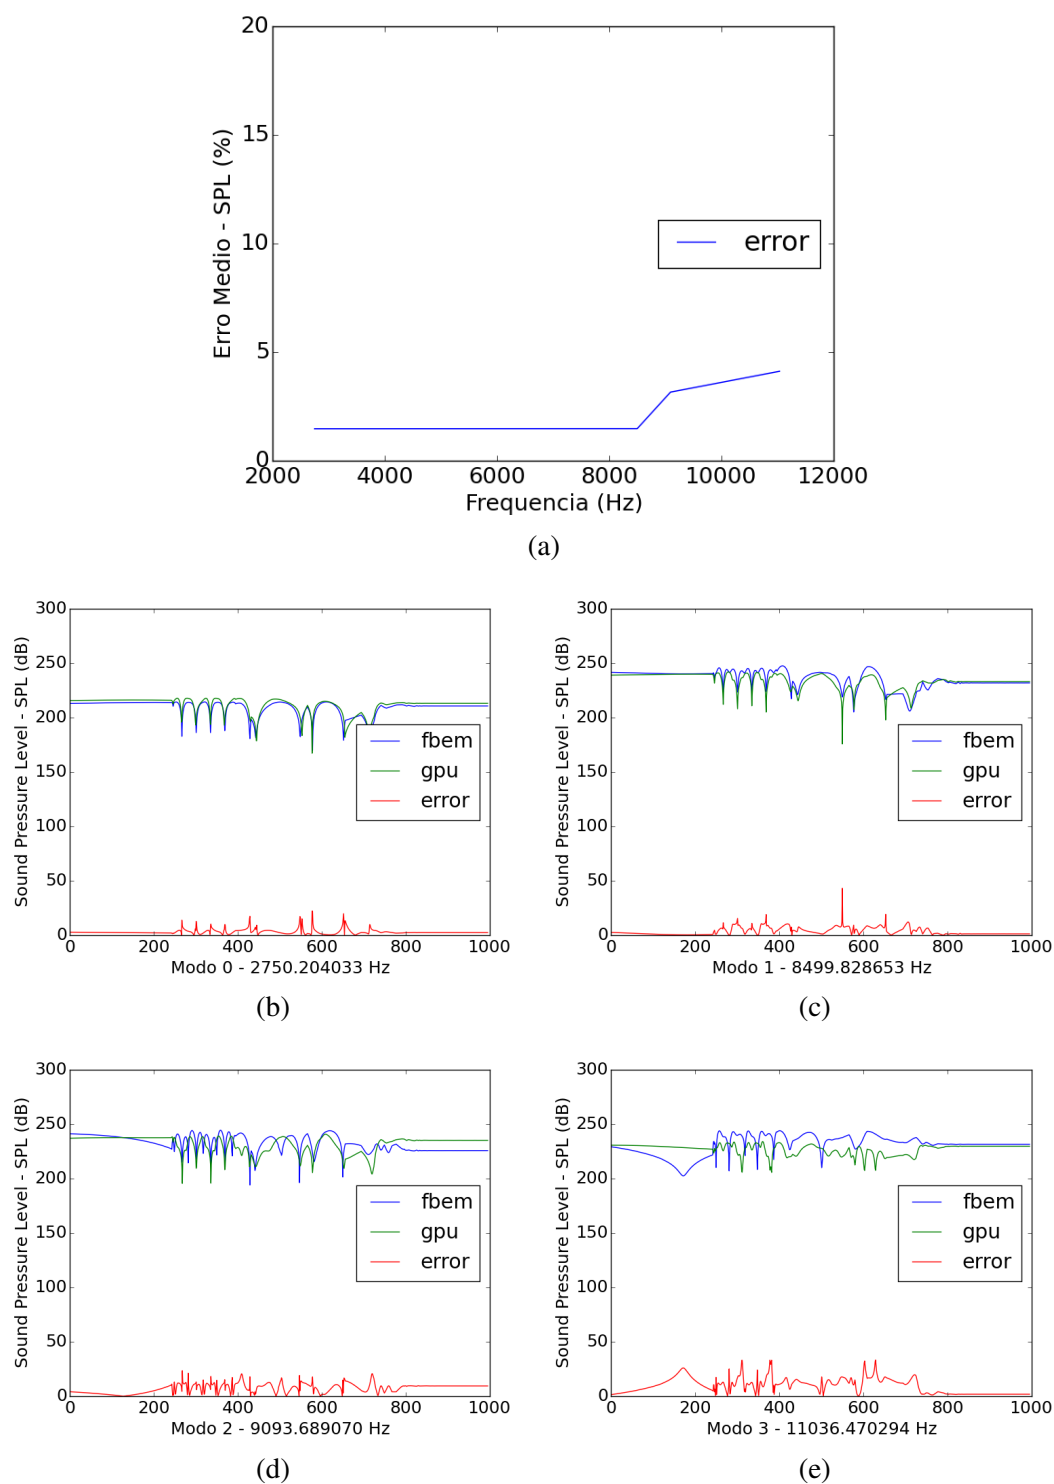 20
15
10
5
0
Erro Medio - SPL (%)
error
2000 4000 6000 8000 10000 12000
Frequencia (Hz)
(a)
300
250
200
150
100
50
0
Sound Pressure Level - SPL (dB)
fbem
gpu
error
0 200 400 600 800 1000
Modo 0 - 2750.204033 Hz
(b)
300
250
200
150
100
50
0
Sound Pressure Level - SPL (dB)
fbem
gpu
error
0 200 400 600 800 1000
Modo 1 - 8499.828653 Hz
(c)
300
250
200
150
100
50
0
Sound Pressure Level - SPL (dB)
fbem
gpu
error
0 200 400 600 800 1000
Modo 2 - 9093.689070 Hz
(d)
300
250
200
150
100
50
0
Sound Pressure Level - SPL (dB)
fbem
gpu
error
0 200 400 600 800 1000
Modo 3 - 11036.470294 Hz
(e)